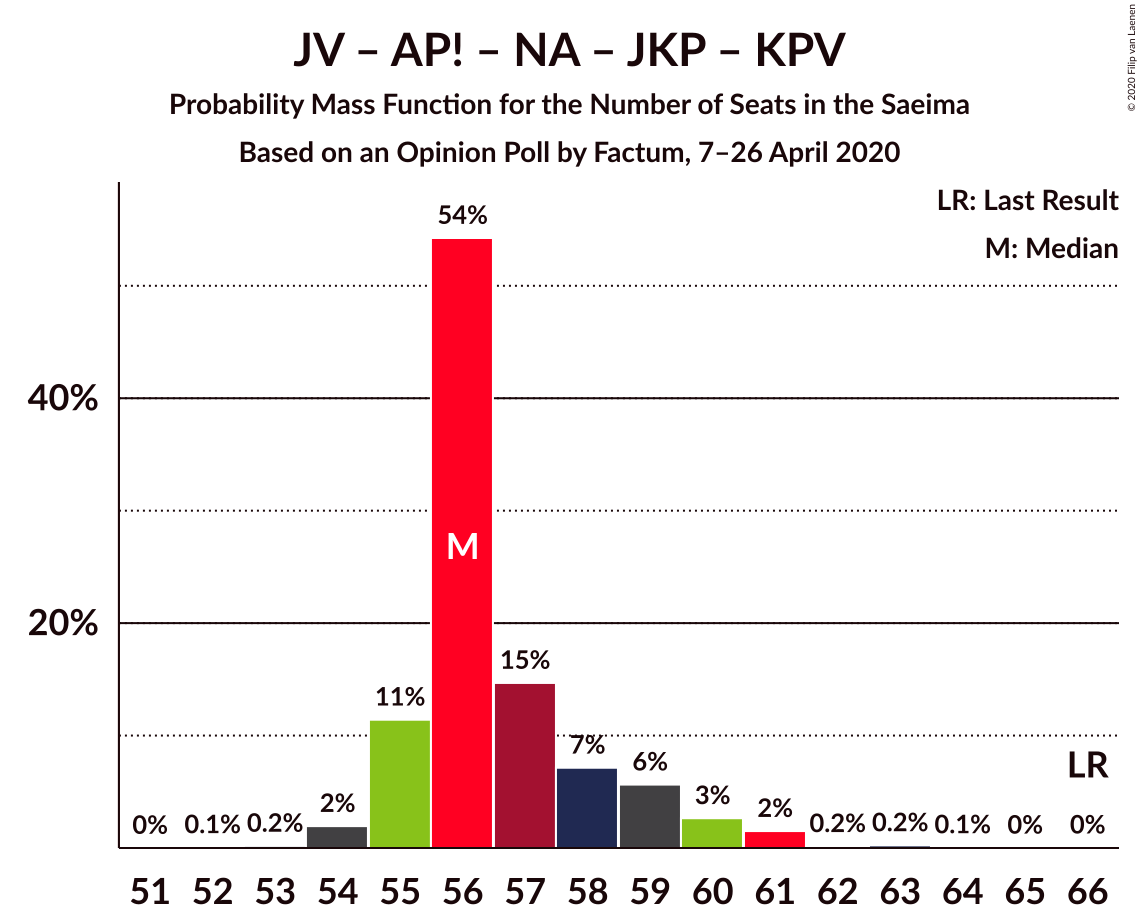 JV – AP! – NA – JKP – KPV
Probability Mass Function for the Number of Seats in the Saeima
Based on an Opinion Poll by Factum, 7–26 April 2020
© 2020 Filip van Laenen
LR: Last Result
M: Median
54%
40%
M
20%
15%
11%
7%
6%
LR
3%
2%
2%
0% 0.1% 0.2% 0.2% 0.2% 0.1% 0% 0%
51 52 53 54 55 56 57 58 59 60 61 62 63 64 65 66